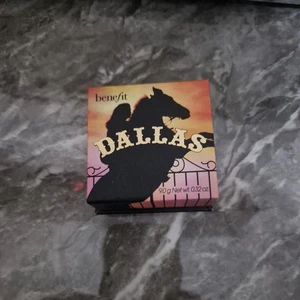 benefit
DALLAS
9.0 g Net wt. 0.32 oz.